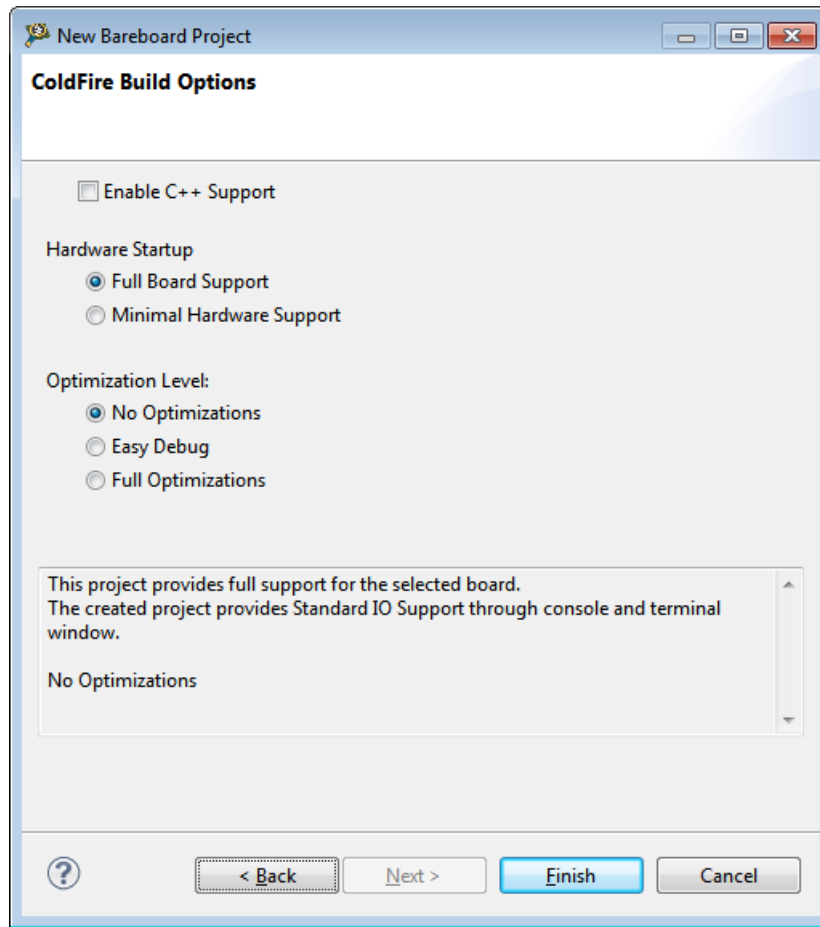 New Bareboard Project
ColdFire Build Options
Enable C++ Support
Hardware Startup
Full Board Support
Minimal Hardware Support
Optimization Level:
No Optimizations
Easy Debug
Full Optimizations
This project provides full support for the selected board.
The created project provides Standard IO Support through console and terminal
window.
No Optimizations
? < Back Next > Finish Cancel